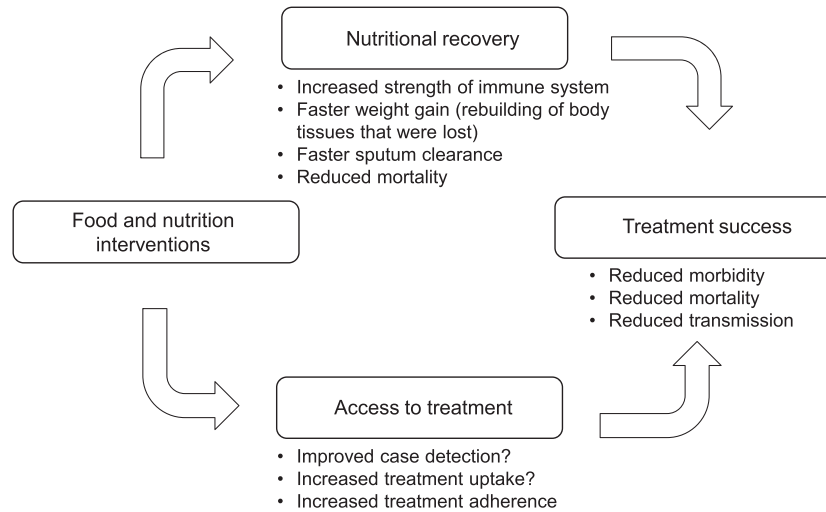 Nutritional recovery
• Increased strength of immune system
• Faster weight gain (rebuilding of body
tissues that were lost)
• Faster sputum clearance
• Reduced mortality
Food and nutrition
interventions
Treatment success
• Reduced morbidity
• Reduced mortality
• Reduced transmission
Access to treatment
• Improved case detection?
• Increased treatment uptake?
• Increased treatment adherence